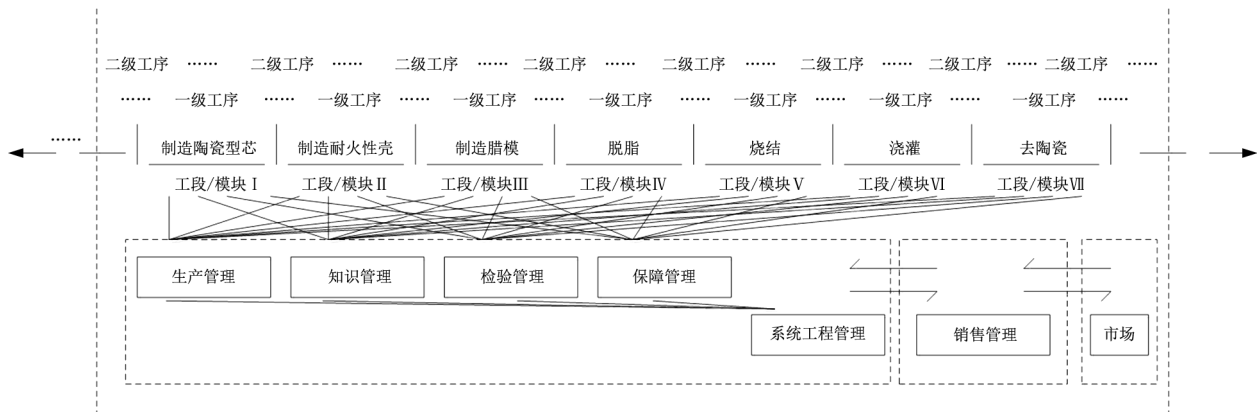 二级工序 …… 二级工序 …… 二级工序 …… 二级工序 …… 二级工序 …… 二级工序 …… 二级工序 …… 二级工序 ……
…… 一级工序 …… 一级工序 …… 一级工序 …… 一级工序 …… 一级工序 …… 一级工序 …… 一级工序 ……
……
制造陶瓷型芯 制造耐火性壳 制造腊模 脱脂 烧结 浇灌 去陶瓷
工段/模块Ⅰ 工段/模块Ⅱ 工段/模块Ⅲ 工段/模块Ⅳ 工段/模块Ⅴ 工段/模块Ⅵ 工段/模块Ⅶ
生产管理 知识管理 检验管理 保障管理
系统工程管理 销售管理 市场